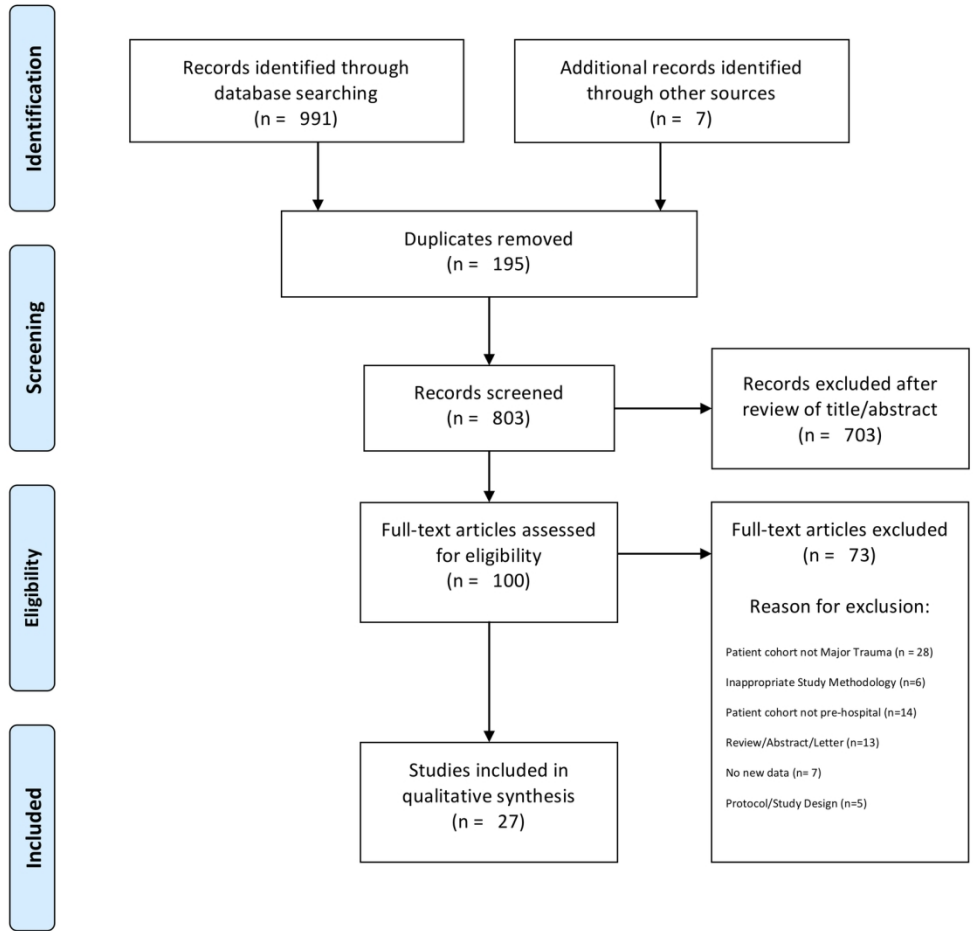 Identification
Records identified through
database searching
(n = 991)
Additional records identified
through other sources
(n = 7)
Duplicates removed
(n = 195)
Screening
Records screened
(n = 803)
Records excluded after
review of title/abstract
(n = 703)
Eligibility
Full-text articles assessed
for eligibility
(n = 100)
Full-text articles excluded
(n = 73)
Reason for exclusion:
Patient cohort not Major Trauma (n = 28)
Inappropriate Study Methodology (n=6)
Patient cohort not pre-hospital (n=14)
Review/Abstract/Letter (n=13)
No new data (n= 7)
Protocol/Study Design (n=5)
Included
Studies included in
qualitative synthesis
(n = 27)